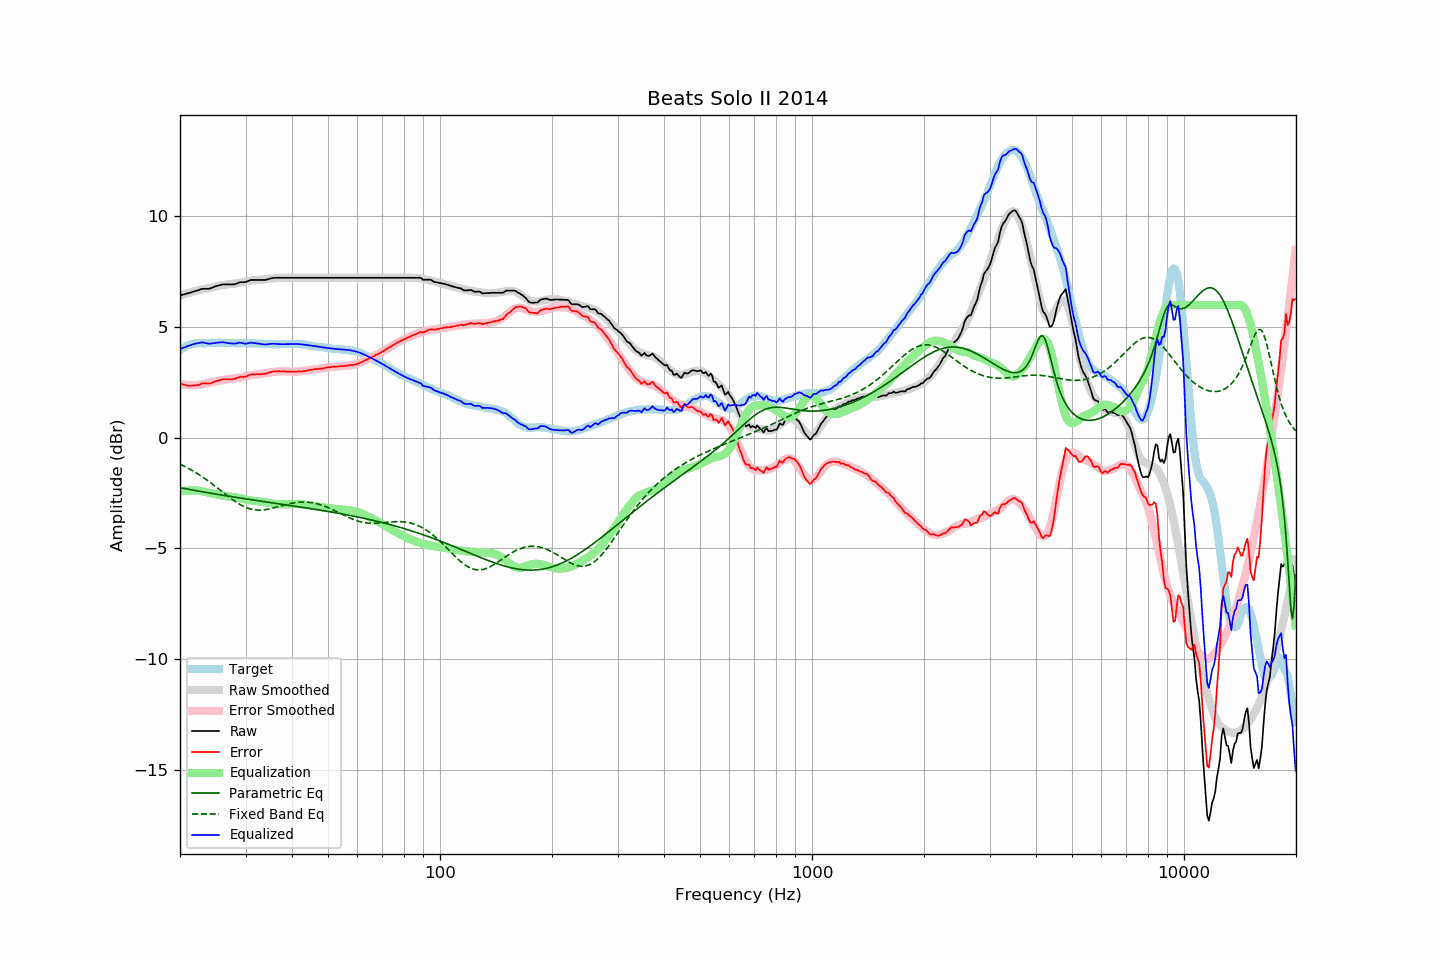 Beats Solo II 2014
Amplitude (dBr)
10
5
0
−5
−10
−15
Target
Raw Smoothed
Error Smoothed
Raw
Error
Equalization
Parametric Eq
Fixed Band Eq
Equalized
100
1000
10000
Frequency (Hz)